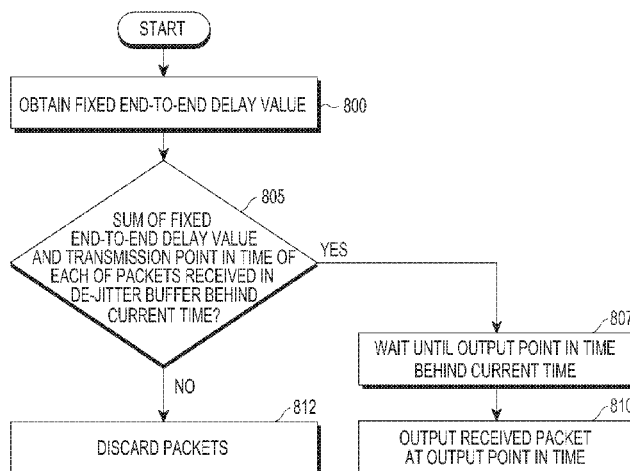 START
OBTAIN FIXED END-TO-END DELAY VALUE
800
805
SUM OF FIXED
END-TO-END DELAY VALUE
AND TRANSMISSION POINT IN TIME OF
EACH OF PACKETS RECEIVED IN
DE-JITTER BUFFER BEHIND
CURRENT TIME?
YES
807
WAIT UNTIL OUTPUT POINT IN TIME
BEHIND CURRENT TIME
NO
812
DISCARD PACKETS
810
OUTPUT RECEIVED PACKET
AT OUTPUT POINT IN TIME